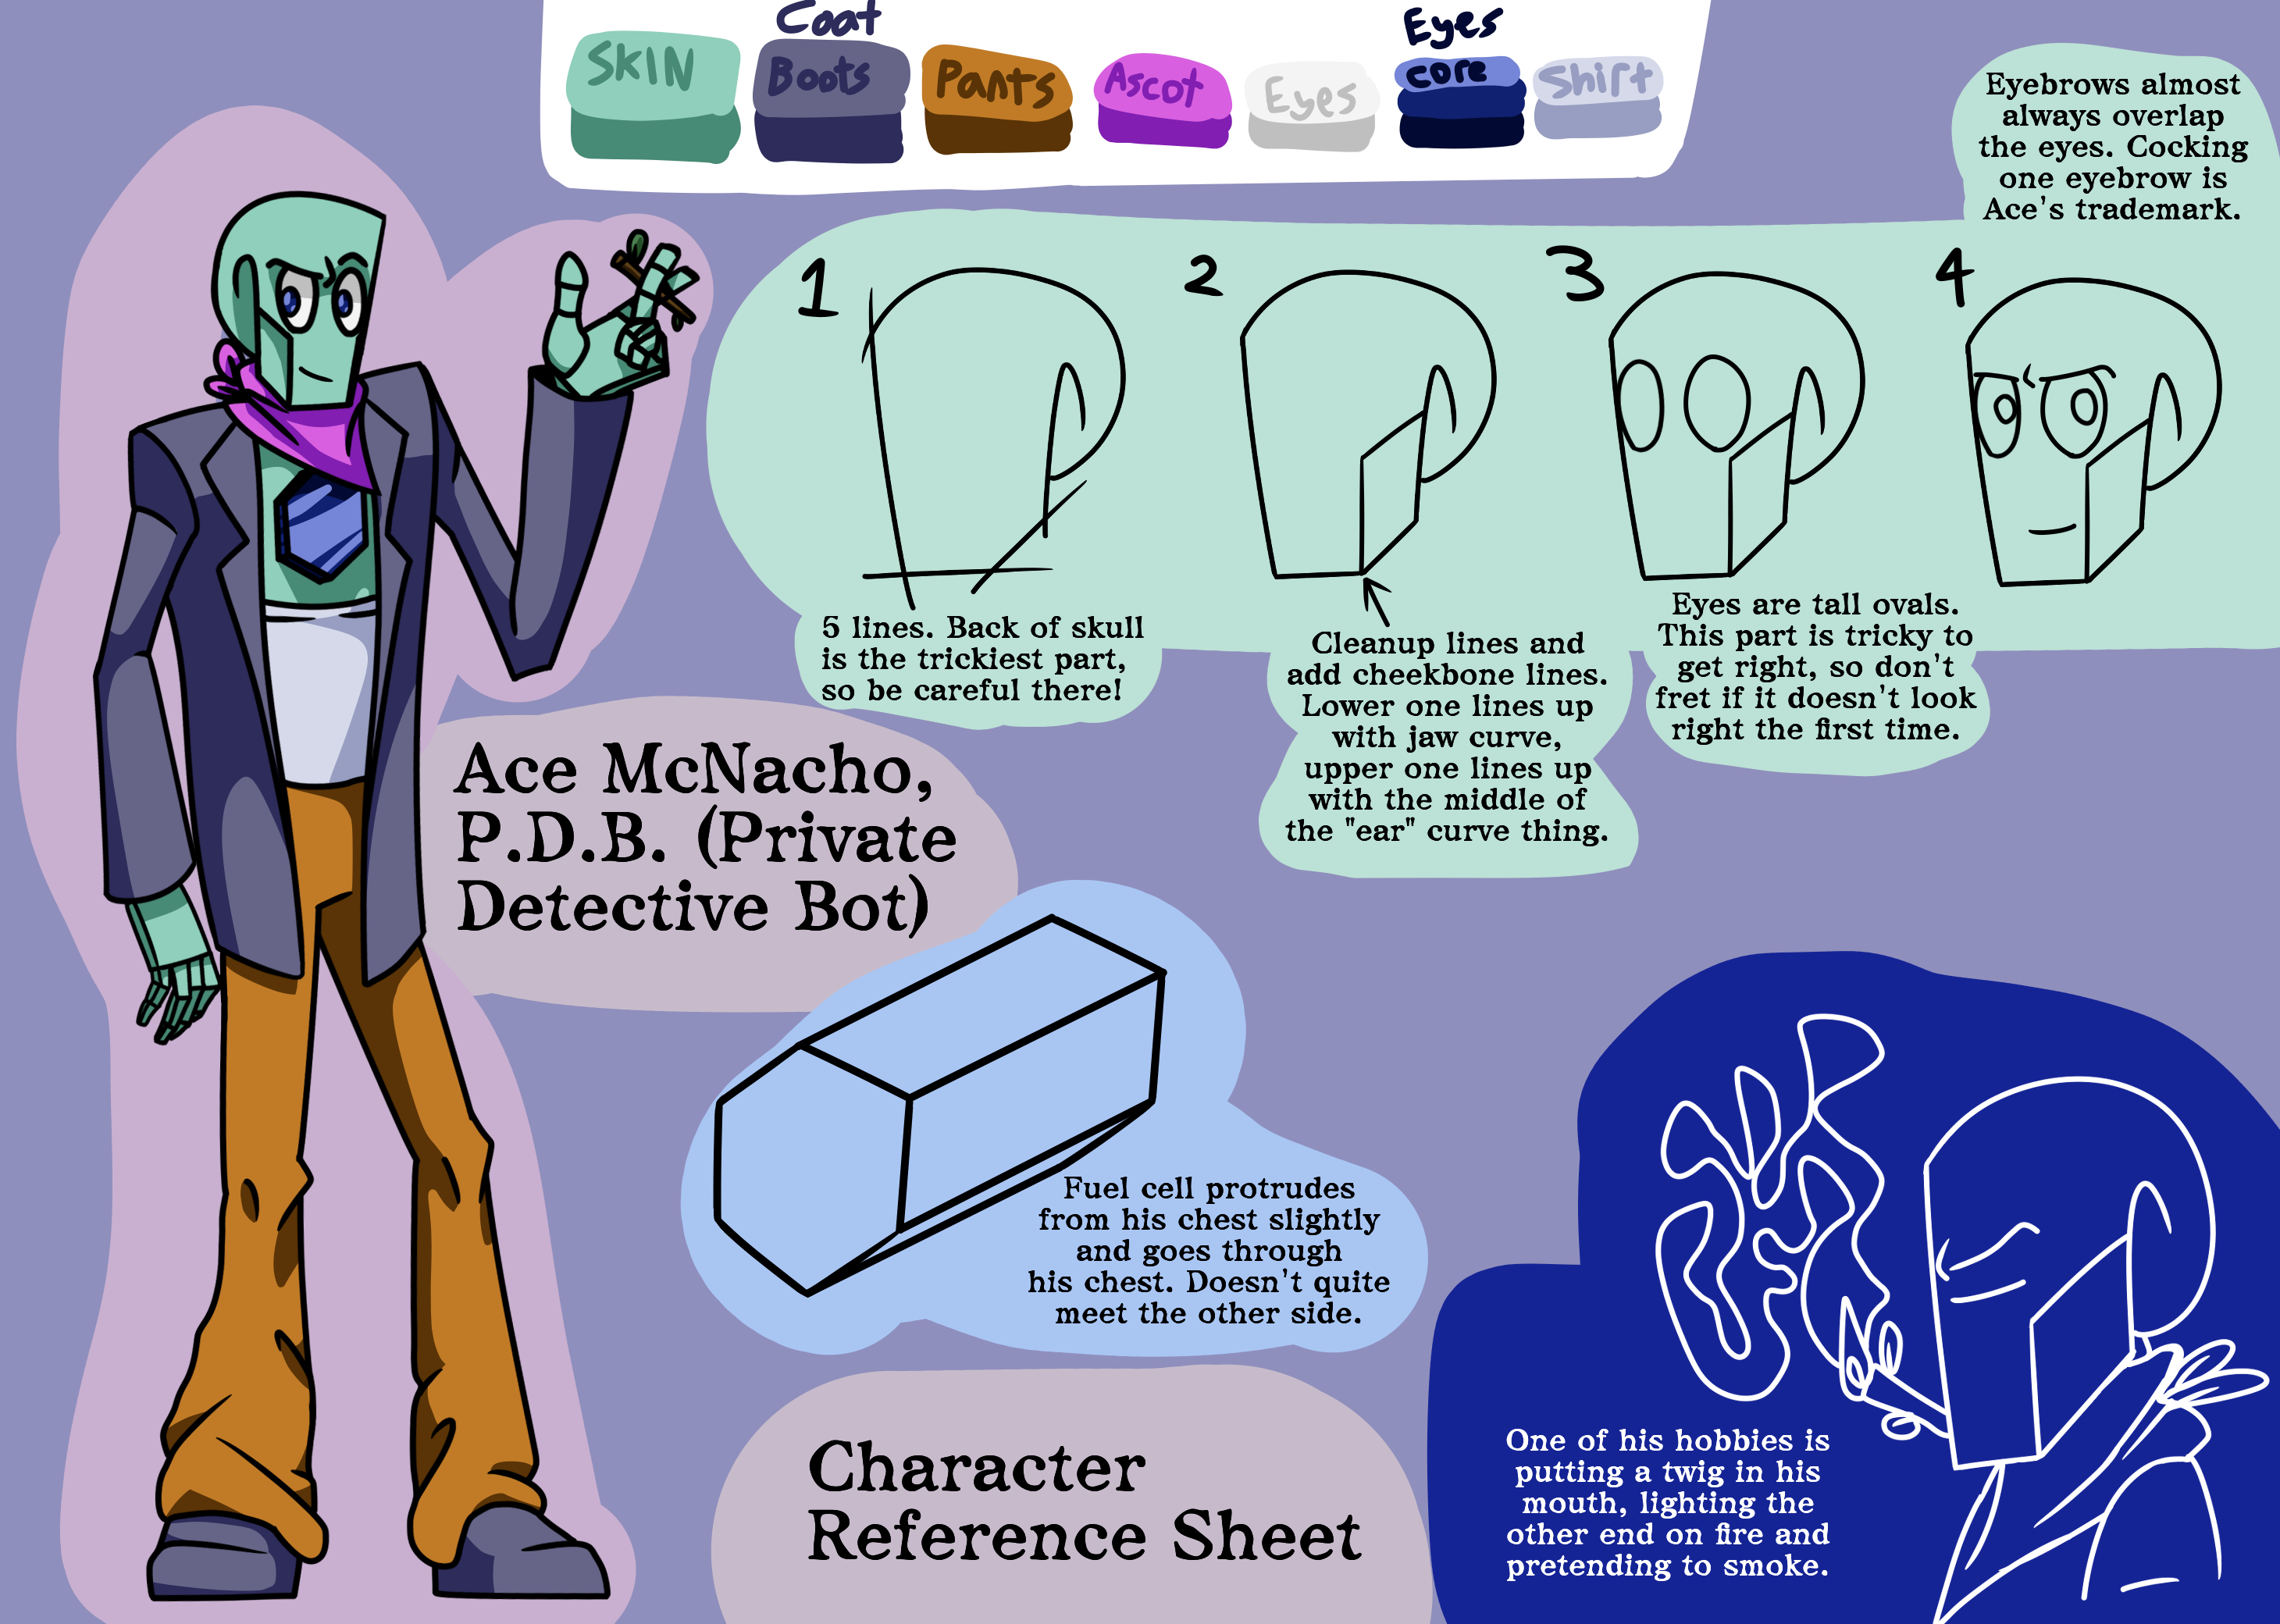 Coat
Eyes
SKIN
Boots
Pants
Ascot
Eyes
core
Shirt
Eyebrows almost
always overlap
the eyes. Cocking
one eyebrow is
Ace's trademark.
1
2
3
4
5 lines. Back of skull
is the trickiest part,
so be careful there!
Cleanup lines and
add cheekbone lines.
Lower one lines up
with jaw curve,
upper one lines up
with the middle of
the "ear" curve thing.
Eyes are tall ovals.
This part is tricky to
get right, so don't
fret if it doesn't look
right the first time.
Ace McNacho,
P.D.B. (Private
Detective Bot)
Fuel cell protrudes
from his chest slightly
and goes through
his chest. Doesn't quite
meet the other side.
Character
Reference Sheet
One of his hobbies is
putting a twig in his
mouth, lighting the
other end on fire and
pretending to smoke.